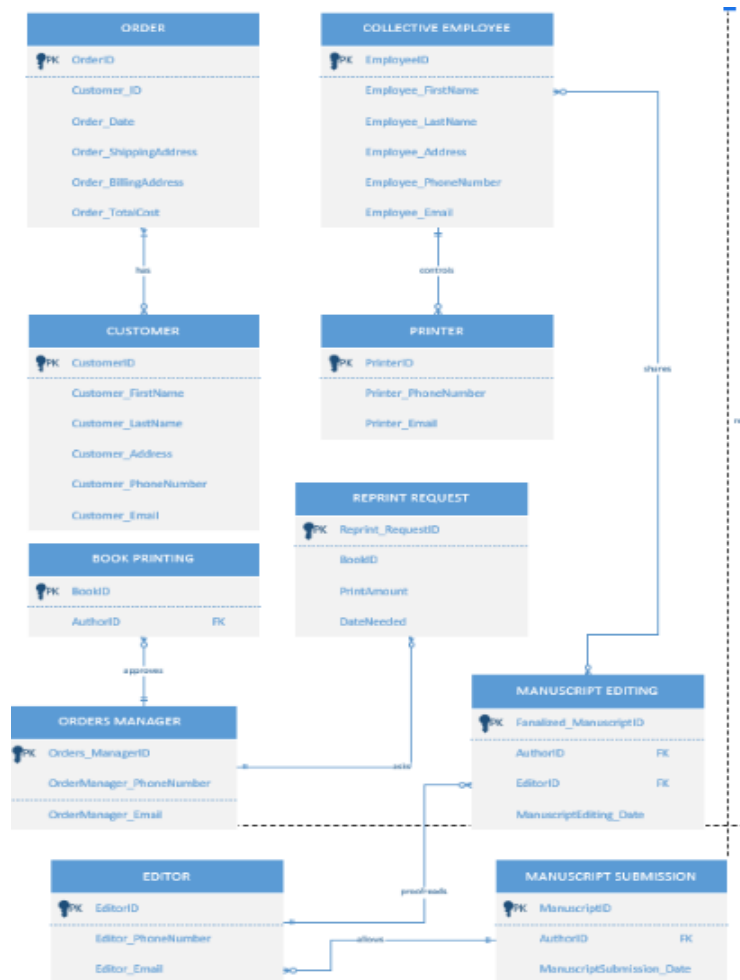 ORDER
PK OrderID
Customer_ID
Order_Date
Order_ShippingAddress
Order_BillingAddress
Order_TotalCost
has
COLLECTIVE EMPLOYEE
PK EmployeeID
Employee_FirstName
Employee_LastName
Employee_Address
Employee_PhoneNumber
Employee_Email
controls
shares
CUSTOMER
PK CustomerID
Customer_FirstName
Customer_LastName
Customer_Address
Customer_PhoneNumber
Customer_Email
PRINTER
PK PrinterID
Printer_PhoneNumber
Printer_Email
BOOK PRINTING
PK BookID
AuthorID FK
approves
REPRINT REQUEST
PK Reprint_RequestID
BookID
PrintAmount
DateNeeded
ORDERS MANAGER
PK Orders_ManagerID
OrderManager_PhoneNumber
OrderManager_Email
MANUSCRIPT EDITING
PK Fanalized_ManuscriptID
AuthorID FK
EditorID FK
ManuscriptEditing_Date
proofreads
EDITOR
PK EditorID
Editor_PhoneNumber
Editor_Email
allows
MANUSCRIPT SUBMISSION
PK ManuscriptID
AuthorID FK
ManuscriptSubmission_Date